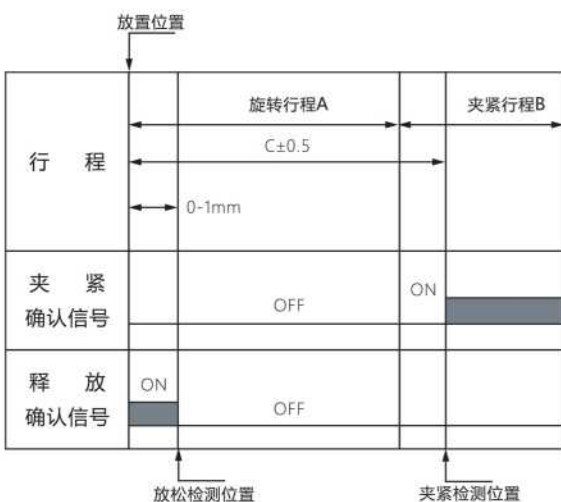 放置位置
旋转行程A
夹紧行程B
C±0.5
行 程
0-1mm
夹 紧
确认信号
OFF
ON
释 放
确认信号
ON
OFF
放松检测位置
夹紧检测位置